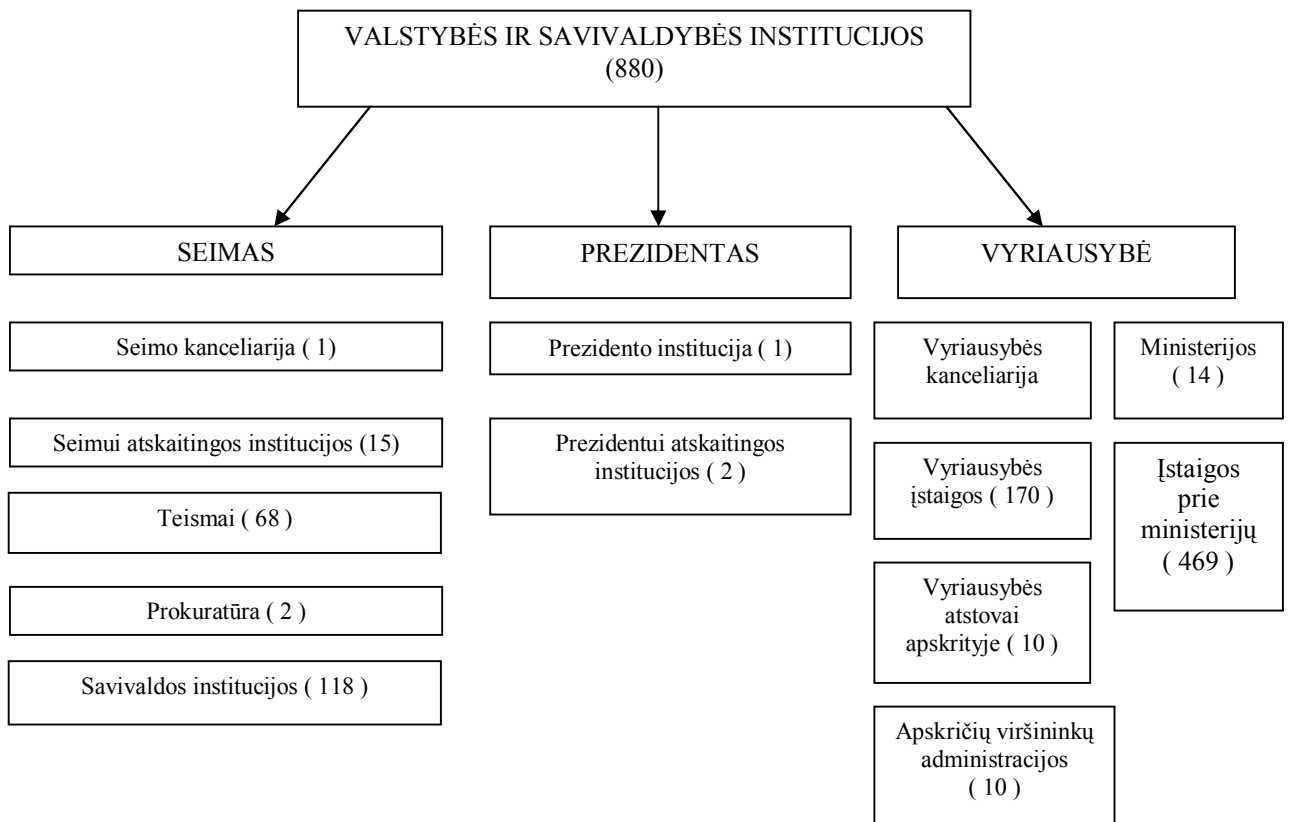 VALSTYBĖS IR SAVIVALDYBĖS INSTITUCIJOS
(880)
SEIMAS
Seimo kanceliarija ( 1)
Seimui atskaitingos institucijos (15)
Teismai ( 68 )
Prokuratūra ( 2 )
Savivaldos institucijos ( 118 )
PREZIDENTAS
Prezidento institucija ( 1)
Prezidentui atskaitingos
institucijos ( 2 )
VYRIAUSYBĖ
Vyriausybės
kanceliarija
Vyriausybės
įstaigos ( 170 )
Vyriausybės
atstovai
apskrityje ( 10 )
Apskričių viršininkų
administracijos
( 10 )
Ministerijos
( 14 )
Įstaigos
prie
ministerijų
( 469 )